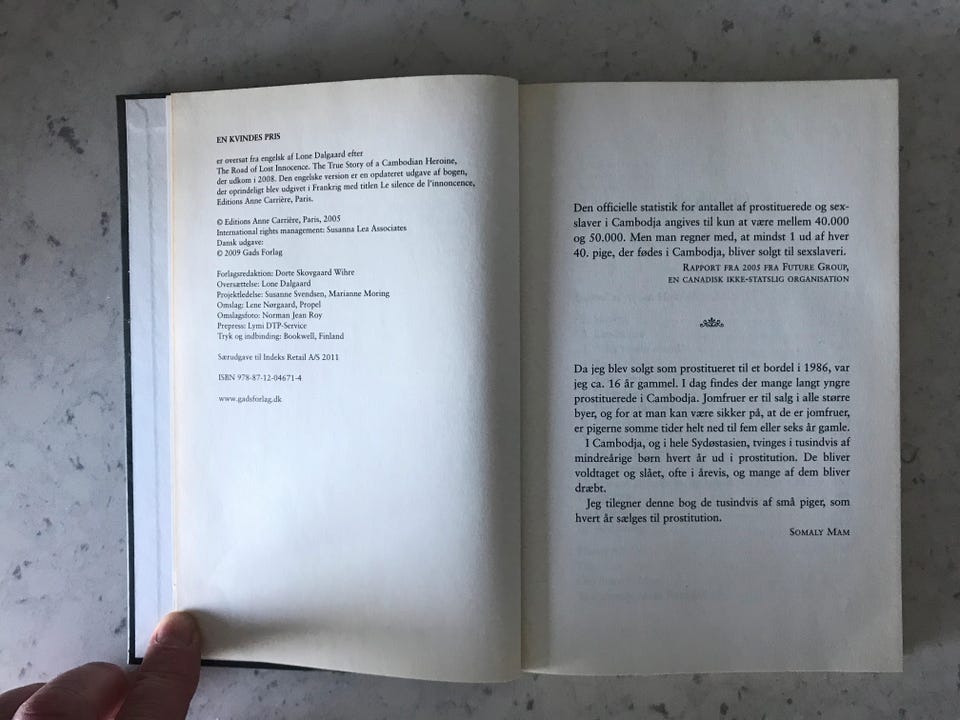 EN KVINDES PRIS
er oversat fra engelsk af Lone Dalgaard efter
The Road of Lost Innocence. The True Story of a Cambodian Heroine,
der udkom i 2008. Den engelske version er en opdateret udgave af bogen,
der oprindeligt blev udgivet i Frankrig med titlen Le silence de l'innoncence,
Editions Anne Carrière, Paris.
© Editions Anne Carrière, Paris, 2005
International rights management: Susanna Lea Associates
Dansk udgave:
© 2009 Gads Forlag
Forlagsredaktion: Dorte Skovgaard Wihre
Oversættelse: Lone Dalgaard
Projektledelse: Susanne Svendsen, Marianne Moring
Omslag: Lene Nørgaard, Propel
Omslagsfoto: Norman Jean Roy
Prepress: Lymi DTP-Service
Tryk og indbinding: Bookwell, Finland
Særudgave til Indeks Retail A/S 2011
ISBN 978-87-12-04671-4
www.gadsforlag.dk
Den officielle statistik for antallet af prostituerede og sex-
slaver i Cambodja angives til kun at være mellem 40.000
og 50.000. Men man regner med, at mindst 1 ud af hver
40. pige, der fødes i Cambodja, bliver solgt til sexslaveri.
RAPPORT FRA 2005 FRA FUTURE GROUP,
EN CANADISK IKKE-STATSLIG ORGANISATION
Da jeg blev solgt som prostitueret til et bordel i 1986, var
jeg ca. 16 år gammel. I dag findes der mange langt yngre
prostituerede i Cambodja. Jomfruer er til salg i alle større
byer, og for at man kan være sikker på, at de er jomfruer,
er pigerne somme tider helt ned til fem eller seks år gamle.
I Cambodja, og i hele Sydøstasien, tvinges i tusindvis af
mindreårige børn hvert år ud i prostitution. De bliver
voldtaget og slået, ofte i årevis, og mange af dem bliver
dræbt.
Jeg tilegner denne bog de tusindvis af små piger, som
hvert år sælges til prostitution.
SOMALY MAM